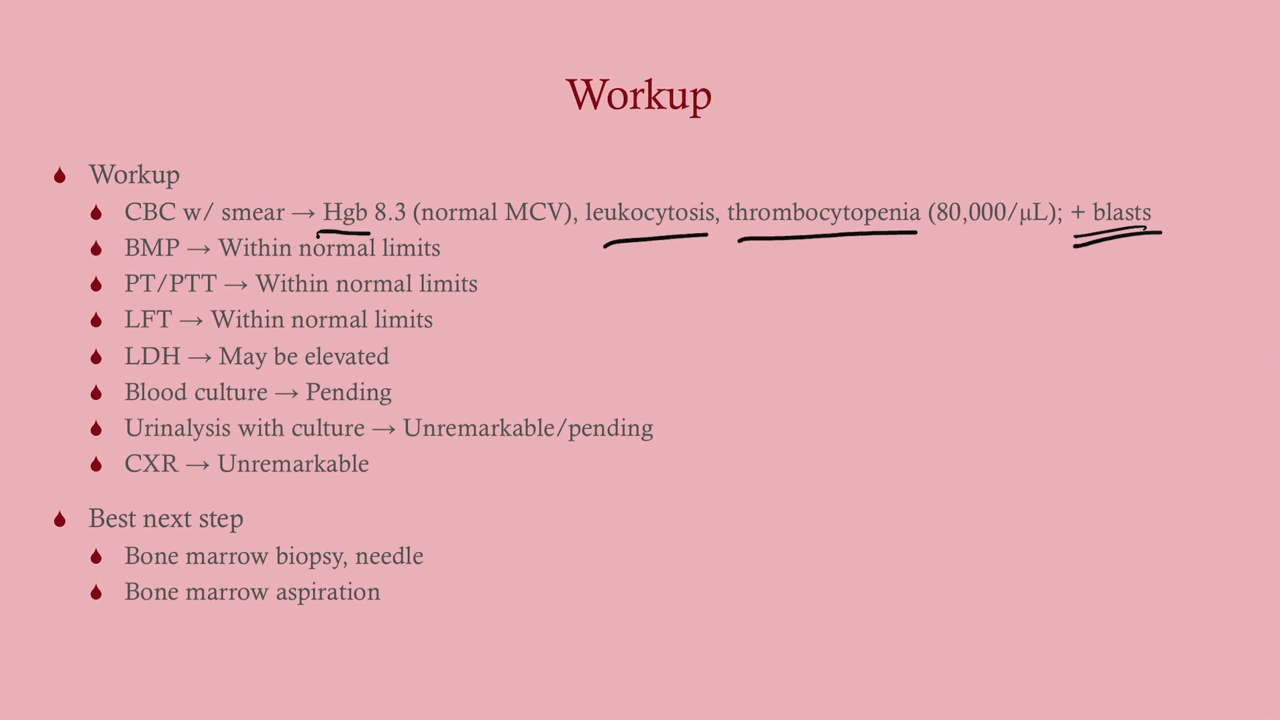 Workup
Workup
CBC w/ smear → Hgb 8.3 (normal MCV), leukocytosis, thrombocytopenia (80,000/µL); + blasts
BMP → Within normal limits
PT/PTT → Within normal limits
LFT → Within normal limits
LDH → May be elevated
Blood culture → Pending
Urinalysis with culture → Unremarkable/pending
CXR → Unremarkable
Best next step
Bone marrow biopsy, needle
Bone marrow aspiration